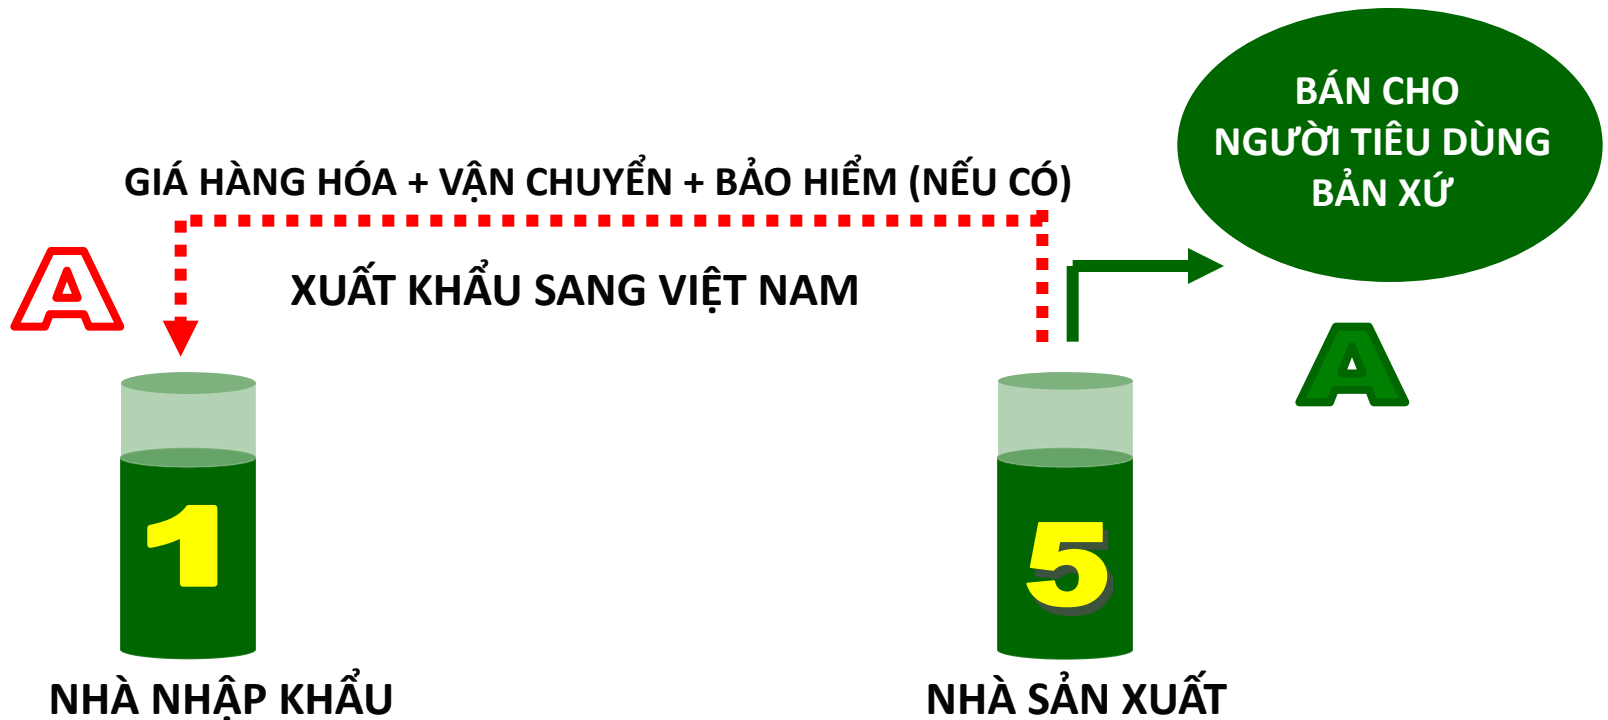 BÁN CHO
NGƯỜI TIÊU DÙNG
BẢN XỨ
GIÁ HÀNG HÓA + VẬN CHUYỂN + BẢO HIỂM (NẾU CÓ)
A
XUẤT KHẨU SANG VIỆT NAM
A
1
5
NHÀ NHẬP KHẨU
NHÀ SẢN XUẤT